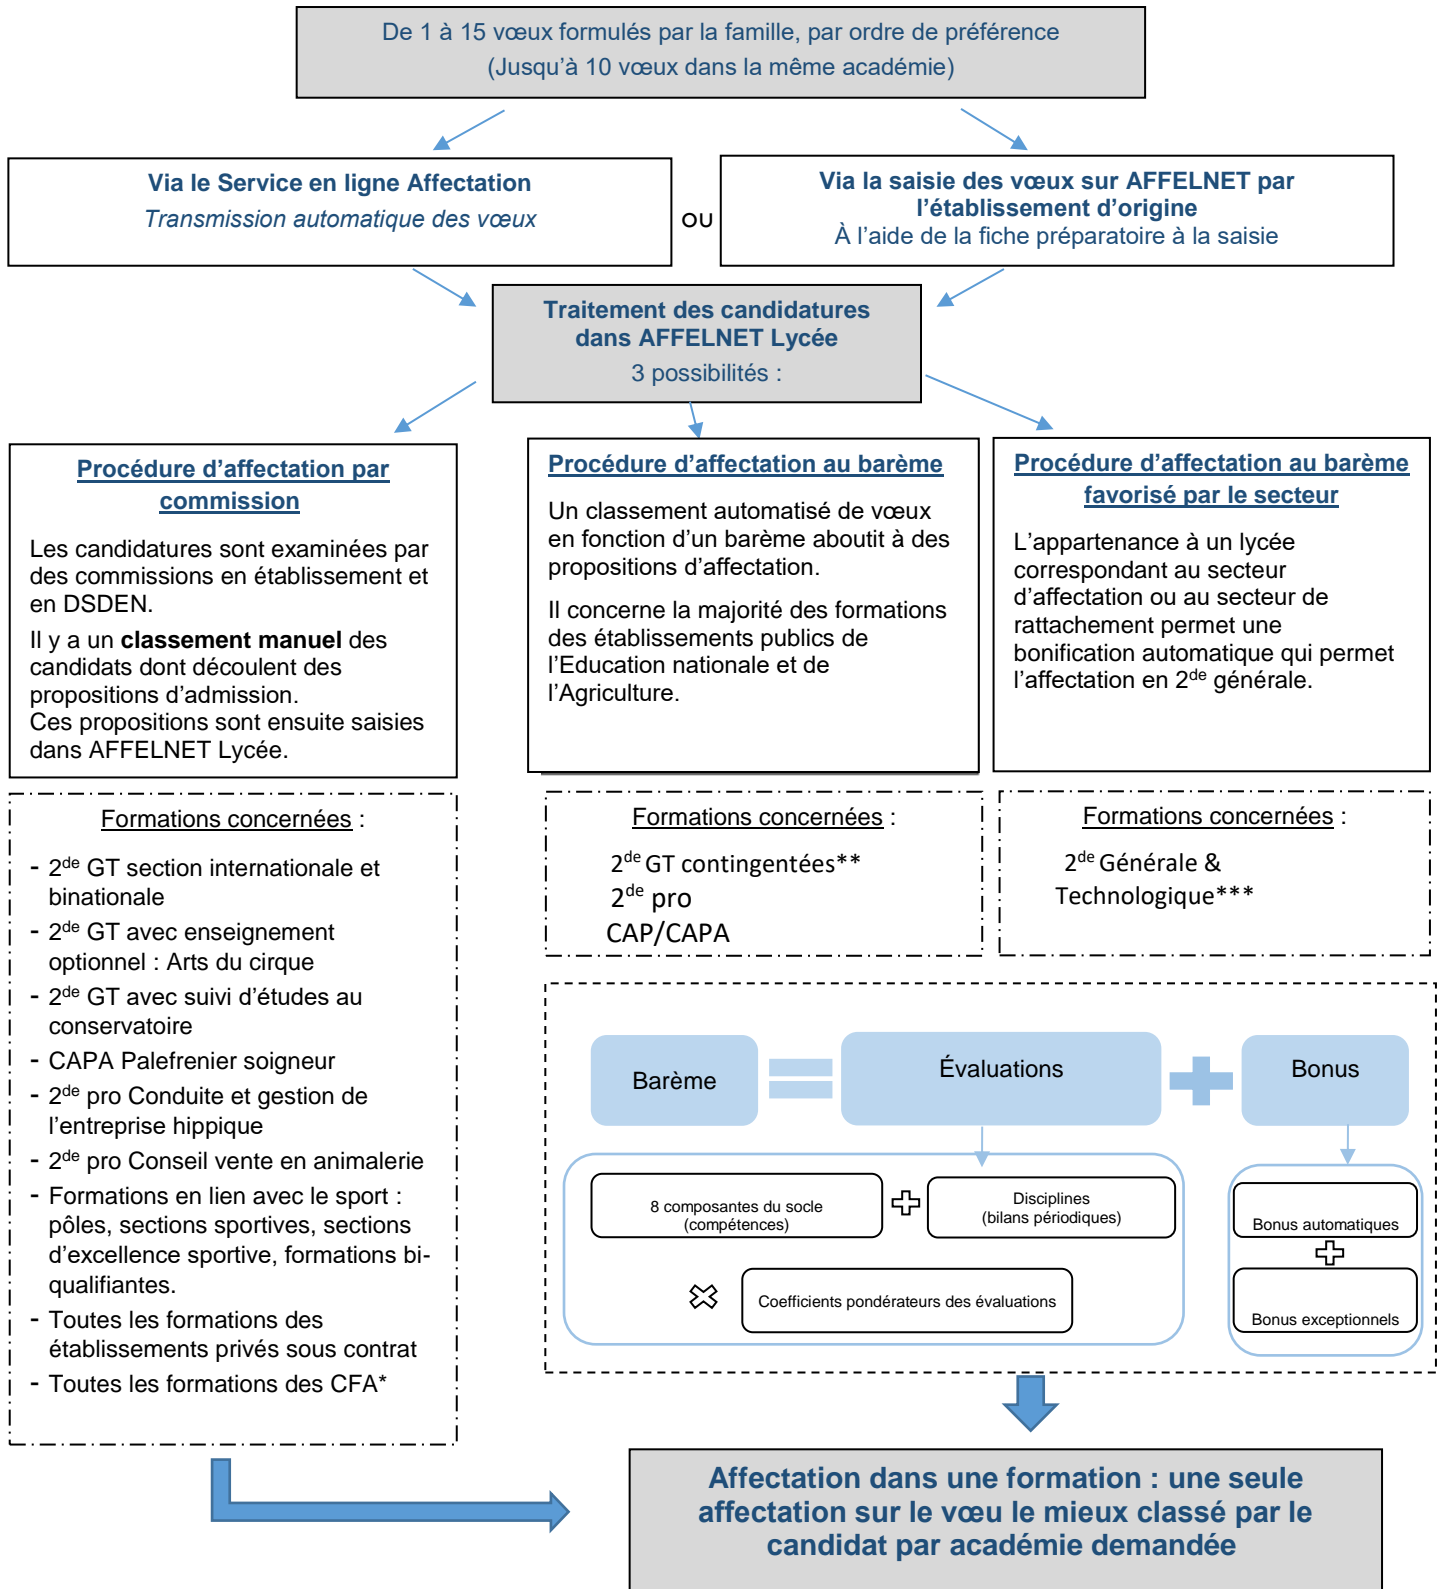 De 1 à 15 vœux formulés par la famille, par ordre de préférence
(Jusqu’à 10 vœux dans la même académie)
Via le Service en ligne Affectation
Transmission automatique des vœux
OU
Via la saisie des vœux sur AFFELNET par
l’établissement d’origine
À l’aide de la fiche préparatoire à la saisie
Traitement des candidatures
dans AFFELNET Lycée
3 possibilités :
Procédure d’affectation par
commission
Les candidatures sont examinées par
des commissions en établissement et
en DSDEN.
Il y a un classement manuel des
candidats dont découlent des
propositions d’admission.
Ces propositions sont ensuite saisies
dans AFFELNET Lycée.
Procédure d’affectation au barème
Un classement automatisé de vœux
en fonction d’un barème aboutit à des
propositions d’affectation.
Il concerne la majorité des formations
des établissements publics de
l’Education nationale et de
l’Agriculture.
Procédure d’affectation au barème
favorisé par le secteur
L’appartenance à un lycée
correspondant au secteur
d’affectation ou au secteur de
rattachement permet une
bonification automatique qui permet
l’affectation en 2de générale.
Formations concernées :
- 2de GT section internationale et
binationale
- 2de GT avec enseignement
optionnel : Arts du cirque
- 2de GT avec suivi d’études au
conservatoire
- CAPA Palefrenier soigneur
- 2de pro Conduite et gestion de
l’entreprise hippique
- 2de pro Conseil vente en animalerie
- Formations en lien avec le sport :
pôles, sections sportives, sections
d’excellence sportive, formations bi-
qualifiantes.
- Toutes les formations des
établissements privés sous contrat
- Toutes les formations des CFA*
Formations concernées :
2de GT contingentées**
2de pro
CAP/CAPA
Formations concernées :
2de Générale &
Technologique***
Barème
Évaluations
Bonus
8 composantes du socle
(compétences)
Disciplines
(bilans périodiques)
Coefficients pondérateurs des évaluations
Bonus automatiques
Bonus exceptionnels
Affectation dans une formation : une seule
affectation sur le vœu le mieux classé par le
candidat par académie demandée